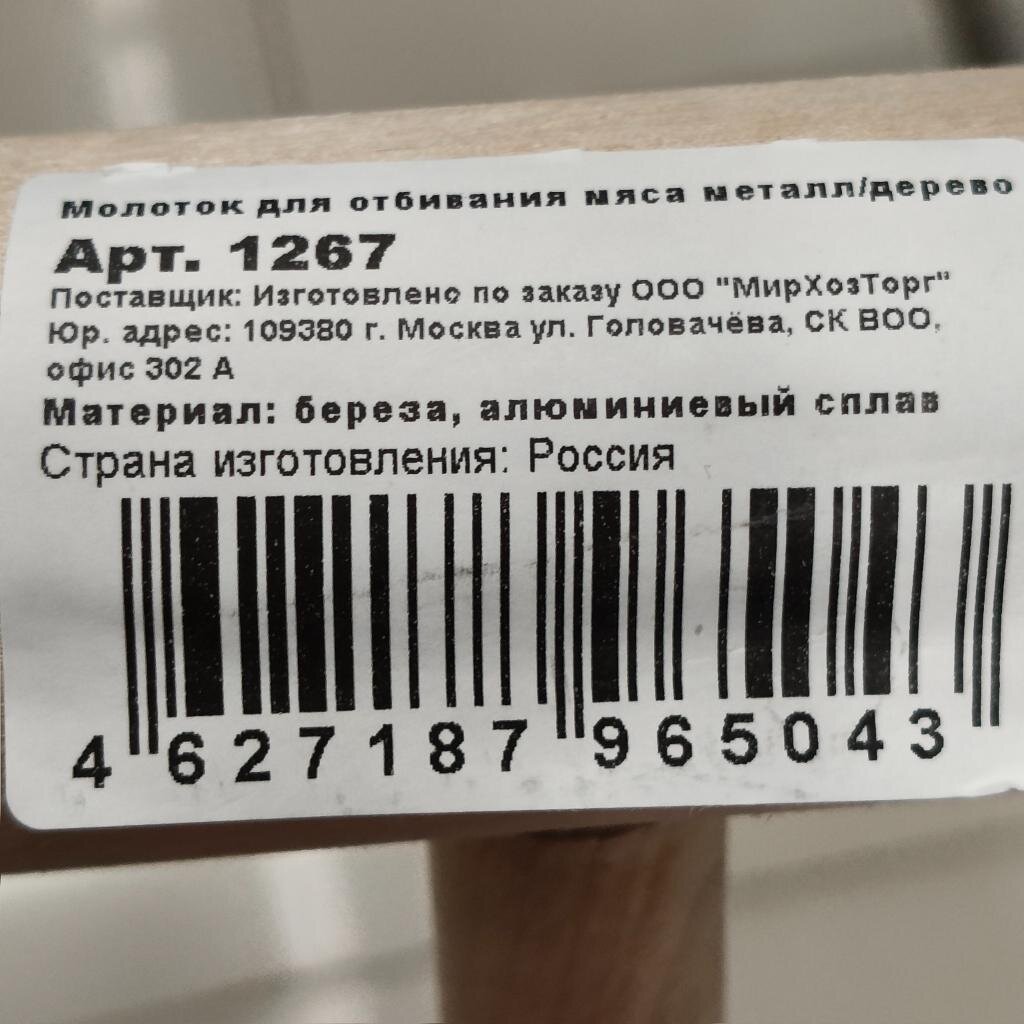 Молоток для отбивания мяса металл/дерево
Арт. 1267
Поставщик: Изготовлено по заказу ООО "МирХозТорг"
Юр. адрес: 109380 г. Москва ул. Головачёва, СК ВОО,
офис 302 А
Материал: береза, алюминиевый сплав
Страна изготовления: Россия
4 627187 965043